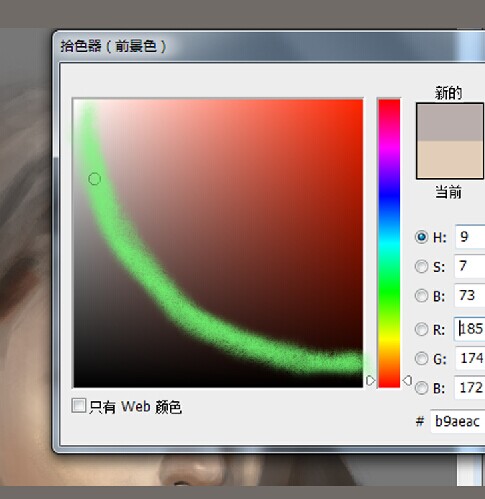 拾色器（前景色）
新的
当前
H: 9
S: 7
B: 73
R: 185
G: 174
B: 172
只有 Web 颜色
# b9aeac